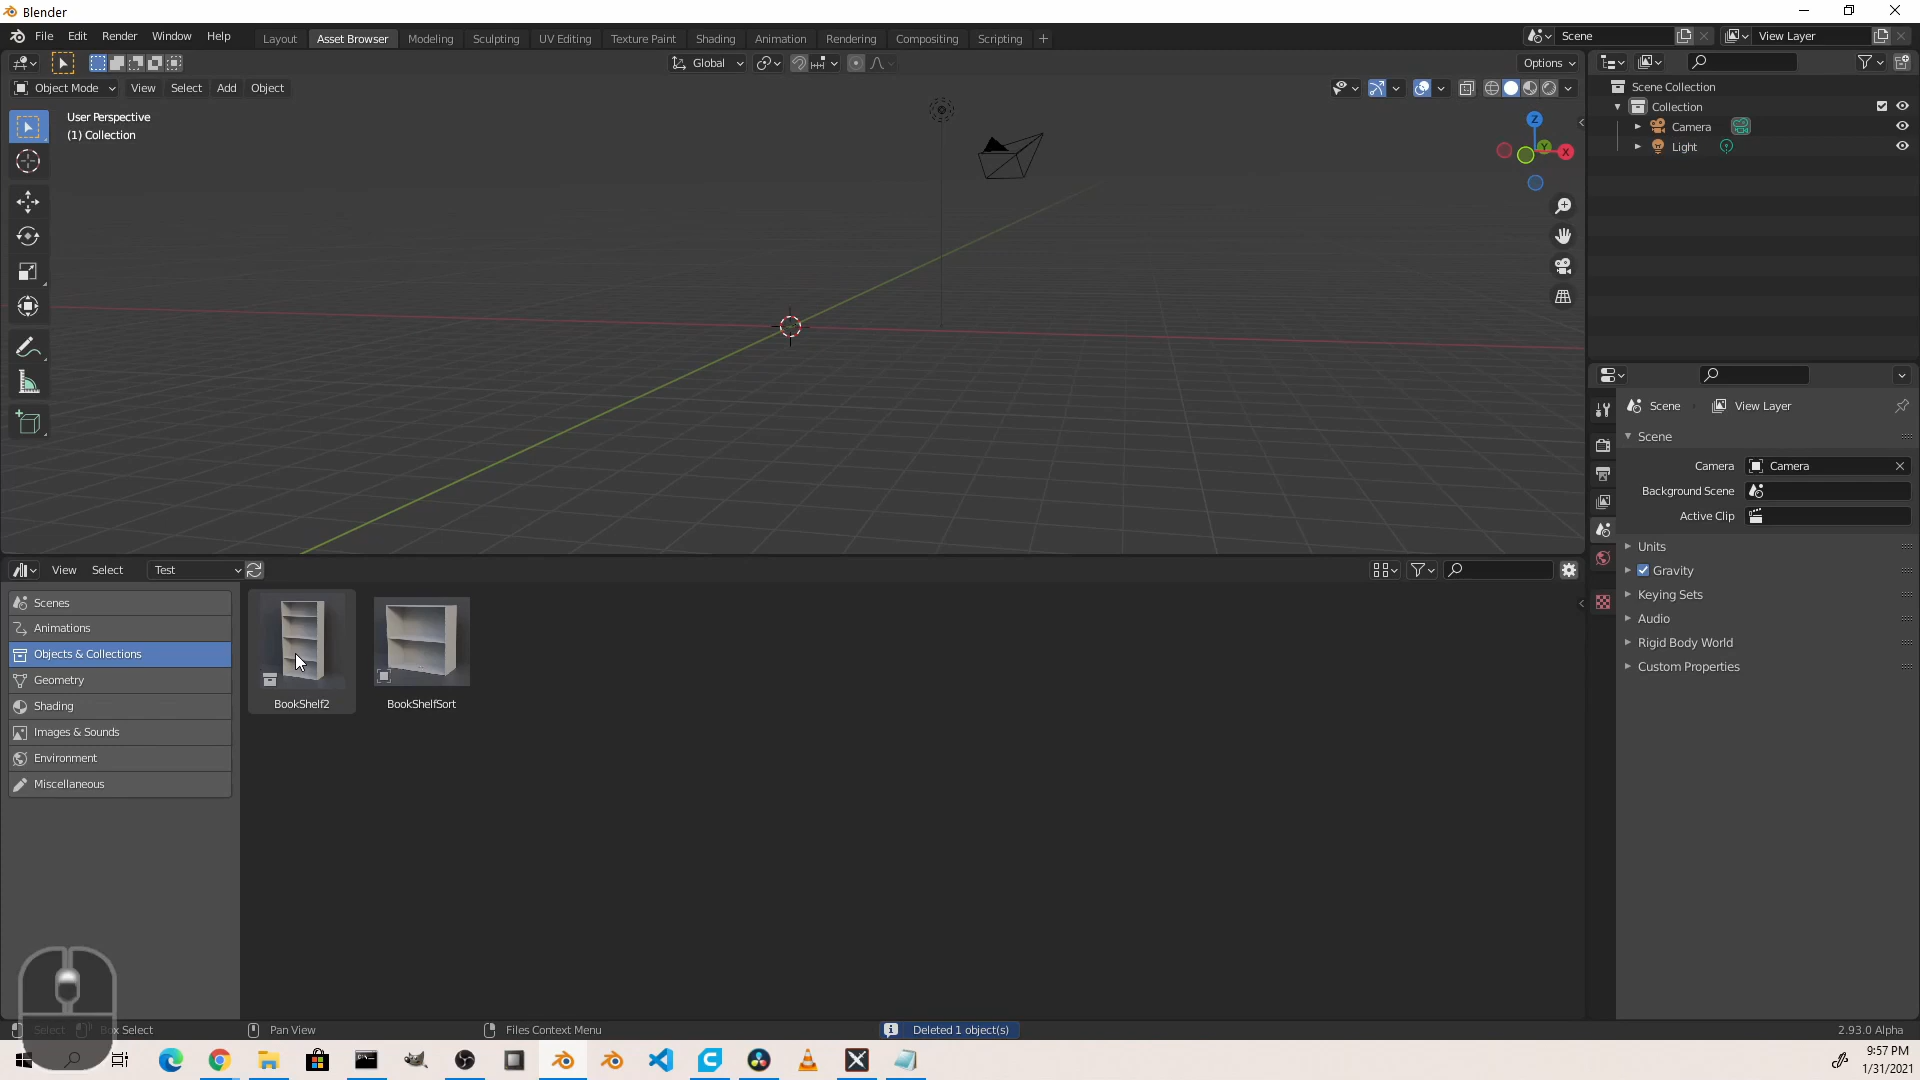 Blender
File Edit Render Window Help Layout Asset Browser Modeling Sculpting UV Editing Texture Paint Shading Animation Rendering Compositing Scripting + Scene View Layer
Global Options
Object Mode View Select Add Object
User Perspective
(1) Collection
Z
Y
X
Scene Collection
Collection
Camera
Light
Scene View Layer
Scene
Camera Camera
Background Scene
Active Clip
Units
Gravity
Keying Sets
Audio
Rigid Body World
Custom Properties
View Select Test
Scenes
Animations
Objects & Collections
Geometry
Shading
Images & Sounds
Environment
Miscellaneous
BookShelf2 BookShelfSort
Select Box Select Pan View Files Context Menu Deleted 1 object(s) 2.93.0 Alpha
9:57 PM
1/31/2021